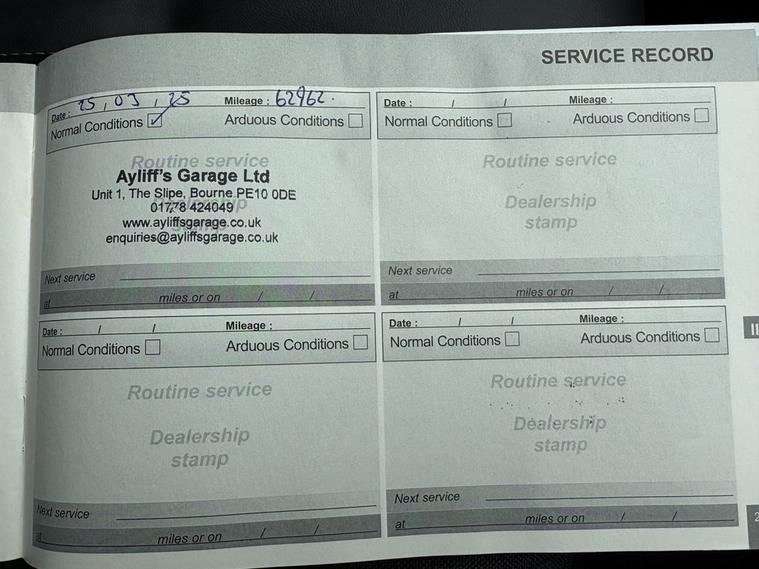 SERVICE RECORD
Date : 25 / 03 / 25 Mileage : 62962.
Normal Conditions Arduous Conditions
Routine service
Ayliff's Garage Ltd
Unit 1, The Slipe, Bourne PE10 0DE
01778 424049
www.ayliffsgarage.co.uk
enquiries@ayliffsgarage.co.uk
Next service
at miles or on / /
Date : / / Mileage :
Normal Conditions Arduous Conditions
Routine service
Dealership
stamp
Next service
at miles or on / /
Date : / / Mileage :
Normal Conditions Arduous Conditions
Routine service
Dealership
stamp
Next service
at miles or on / /
Date : / / Mileage :
Normal Conditions Arduous Conditions
Routine service
Dealership
stamp
Next service
at miles or on / /